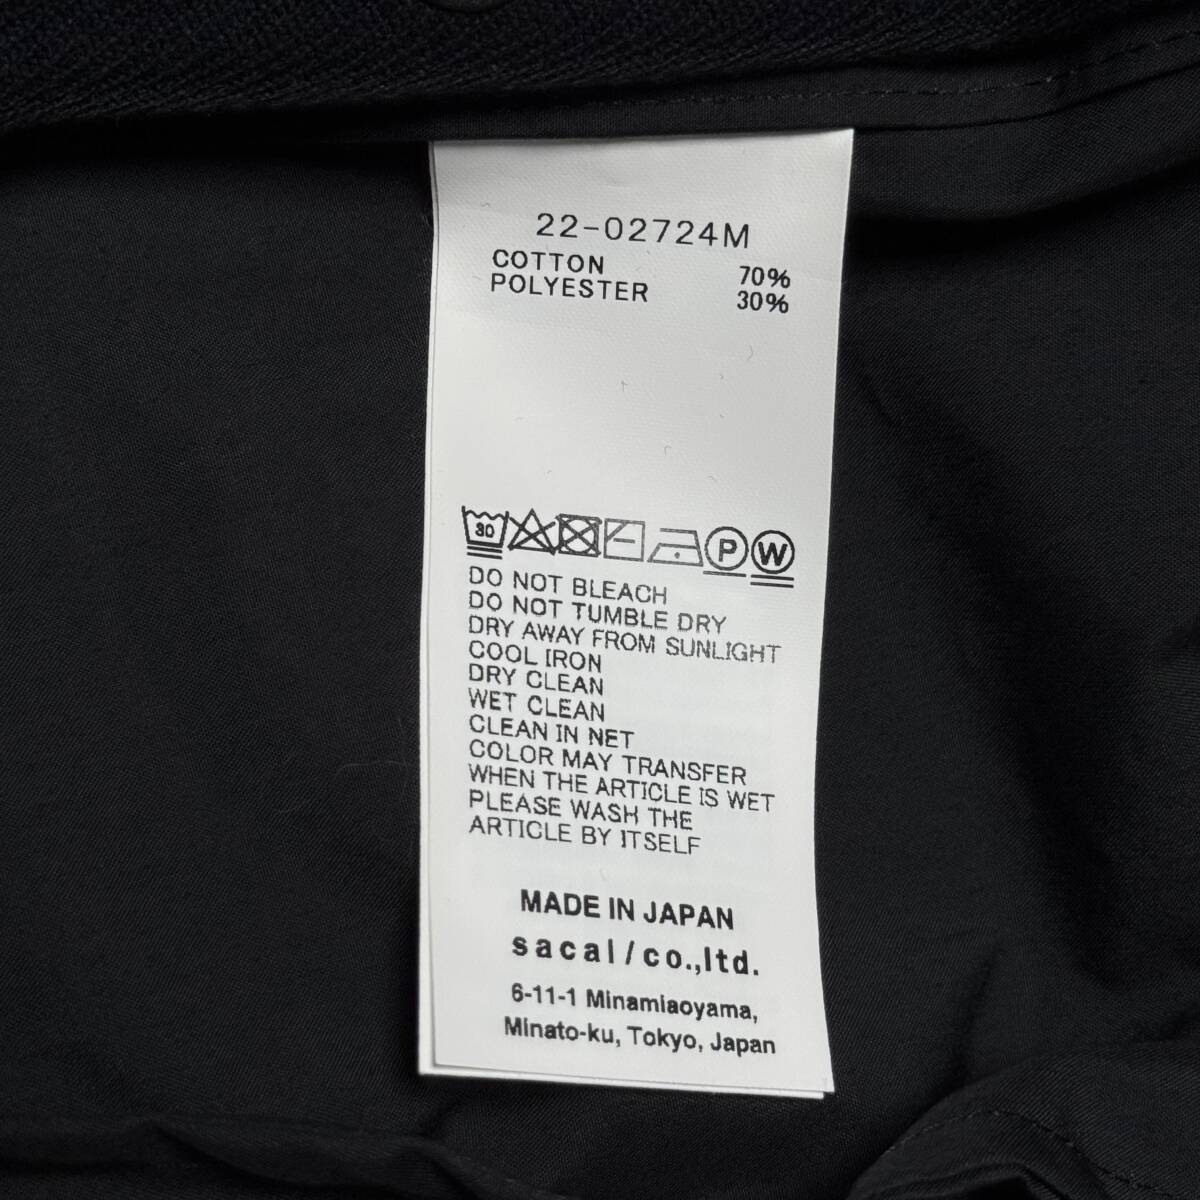 22-02724M
COTTON 70%
POLYESTER 30%
30 P W
DO NOT BLEACH
DO NOT TUMBLE DRY
DRY AWAY FROM SUNLIGHT
COOL IRON
DRY CLEAN
WET CLEAN
CLEAN IN NET
COLOR MAY TRANSFER
WHEN THE ARTICLE IS WET
PLEASE WASH THE
ARTICLE BY ITSELF
MADE IN JAPAN
sacai/co.,ltd.
6-11-1 Minamiaoyama,
Minato-ku, Tokyo, Japan